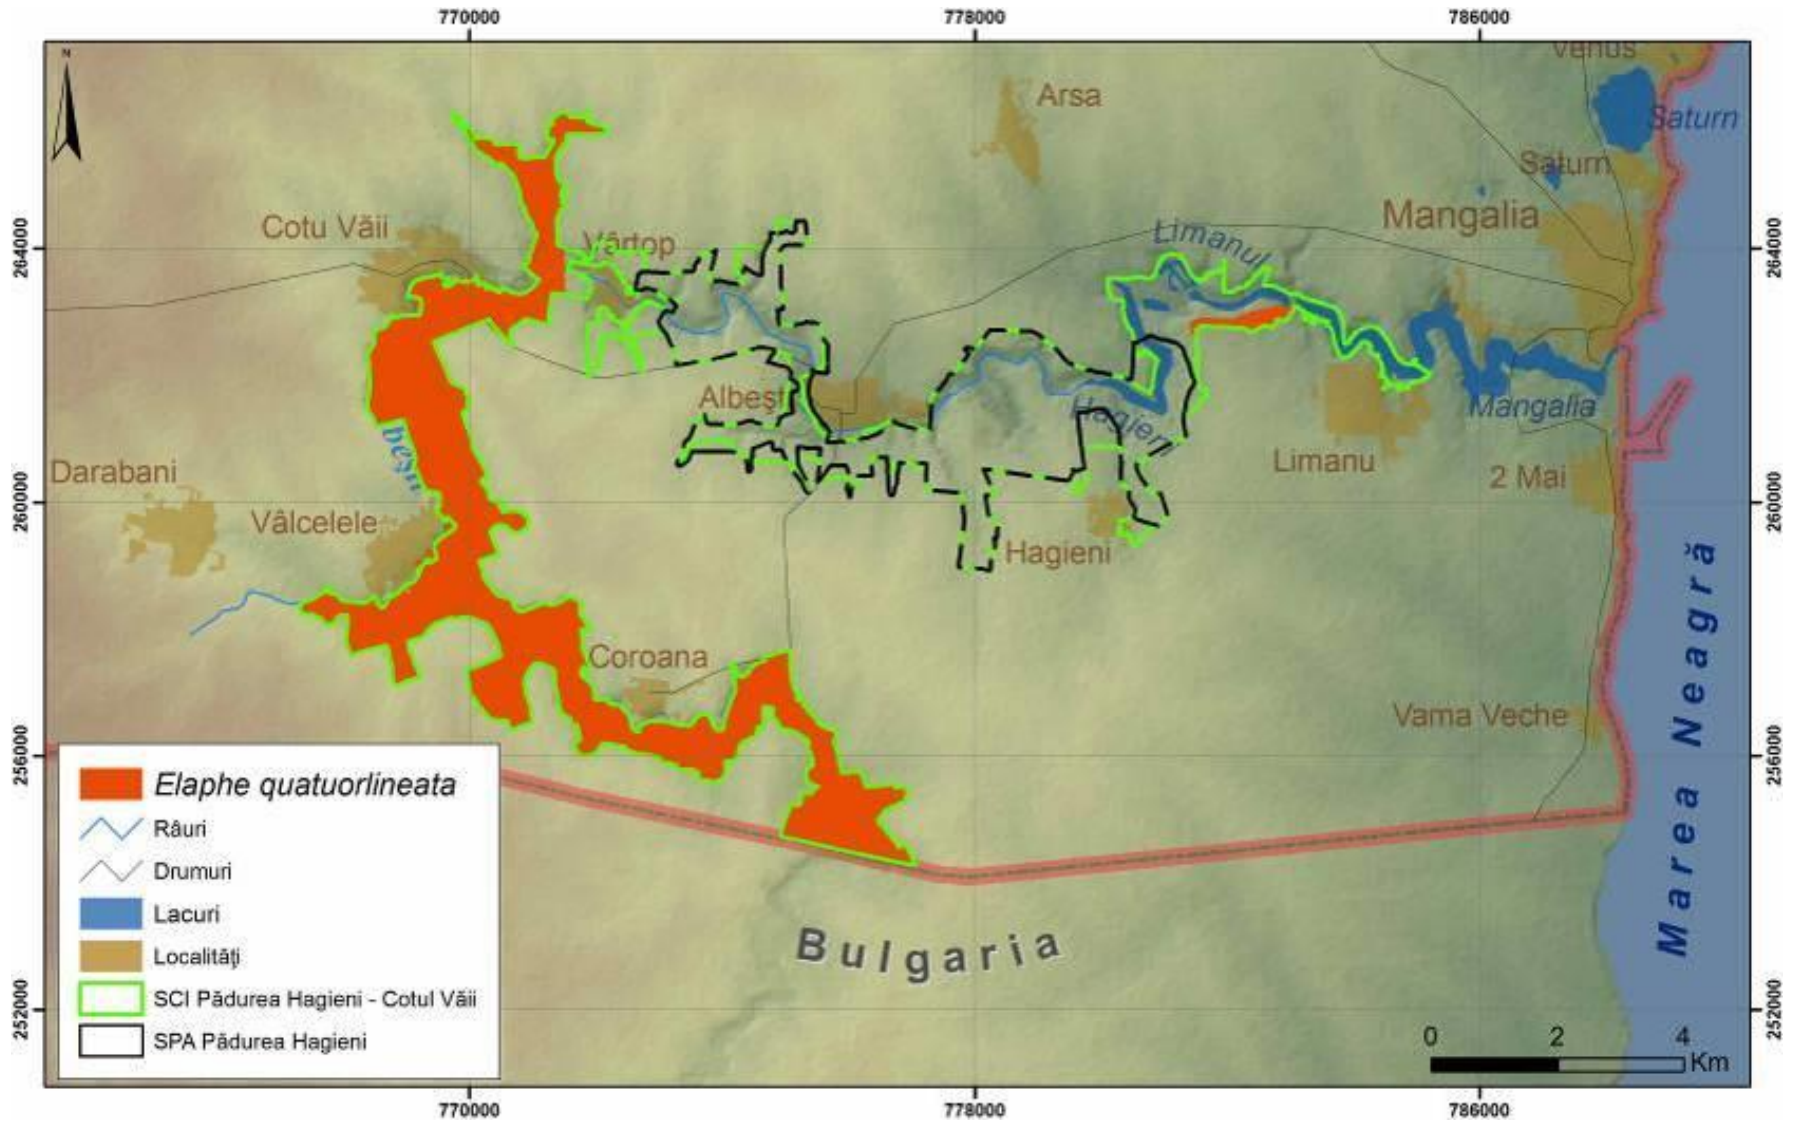 770000
778000
786000
N
Venus
Arsa
Saturn
Saturn
Mangalia
Cotu Văii
Vârtop
Limanul
264000
264000
Albeşt
Hagieni
Mangalia
Limanu
2 Mai
Darabani
Vâlcelele
260000
260000
Hagieni
Coroana
Vama Veche
Marea Neagră
256000
256000
Elaphe quatuorlineata
Râuri
Drumuri
Lacuri
Localităţi
SCI Pădurea Hagieni - Cotul Văii
SPA Pădurea Hagieni
Bulgaria
252000
252000
0 2 4
Km
770000
778000
786000